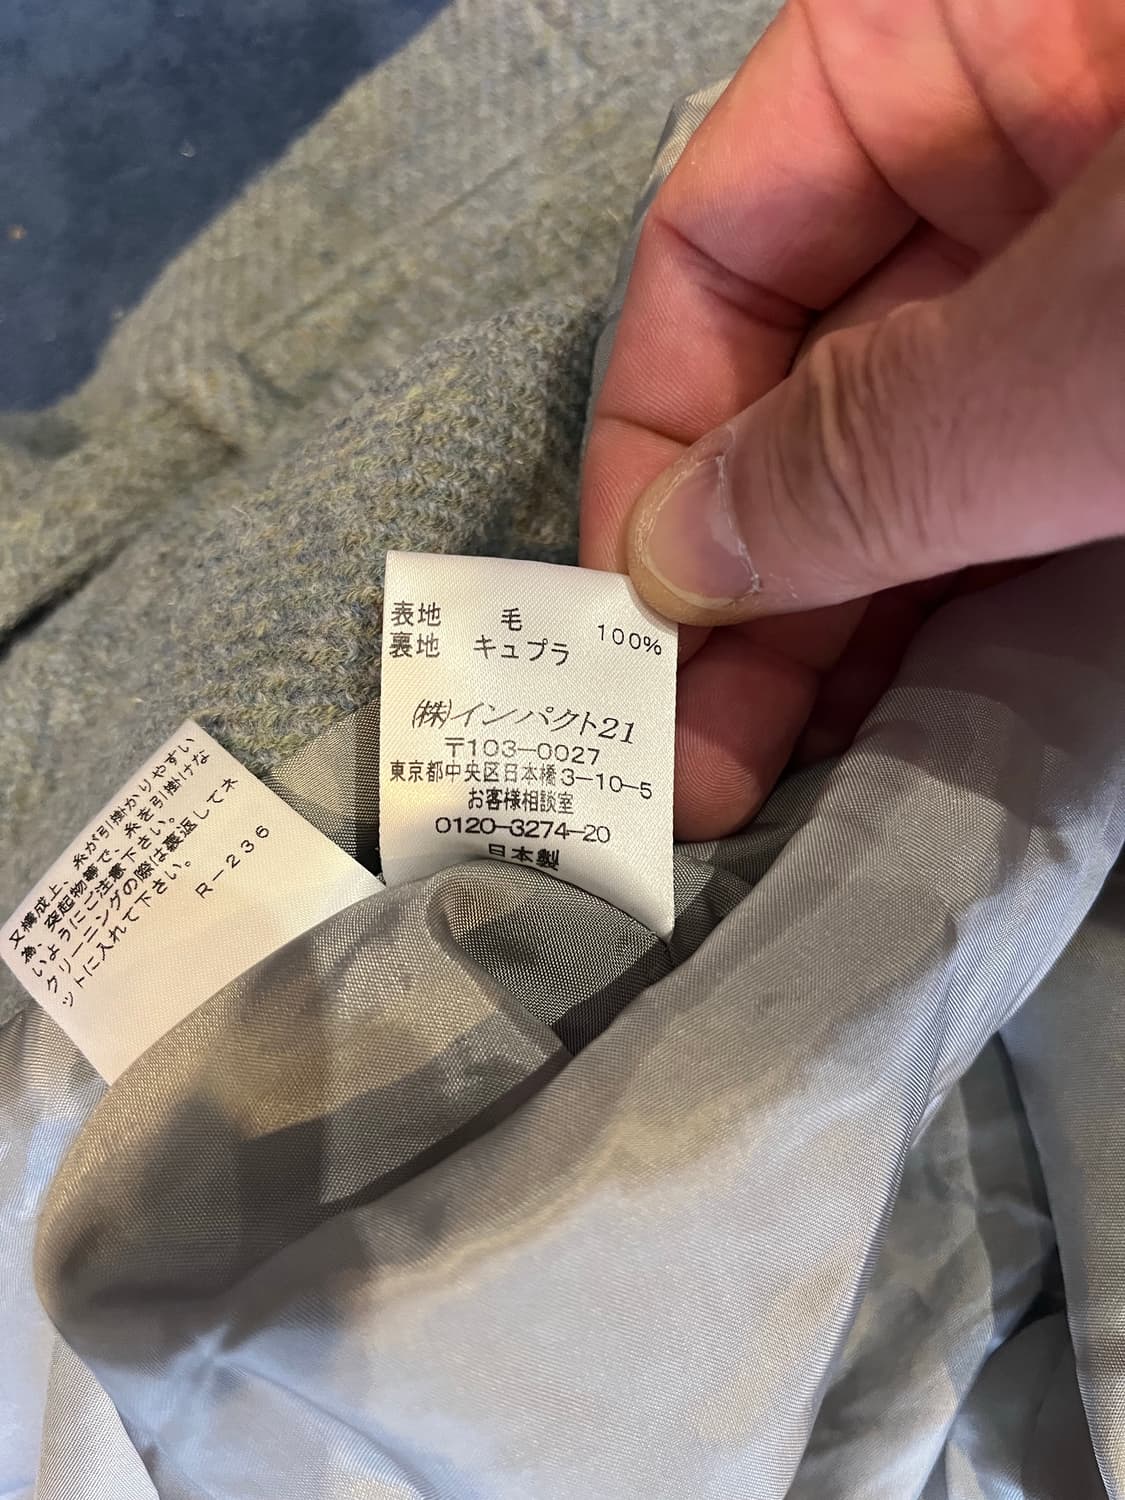 表地 毛 100%
裏地 キュプラ
(株)インパクト21
〒103-0027
東京都中央区日本橋3-10-5
お客様相談室
0120-3274-20
日本製
又構成上、糸が引掛かりやすい
為、突起物等で、糸を引掛けな
いようにご注意下さい。
クリーニングの際は裏返してネ
ットに入れて下さい。
R-236